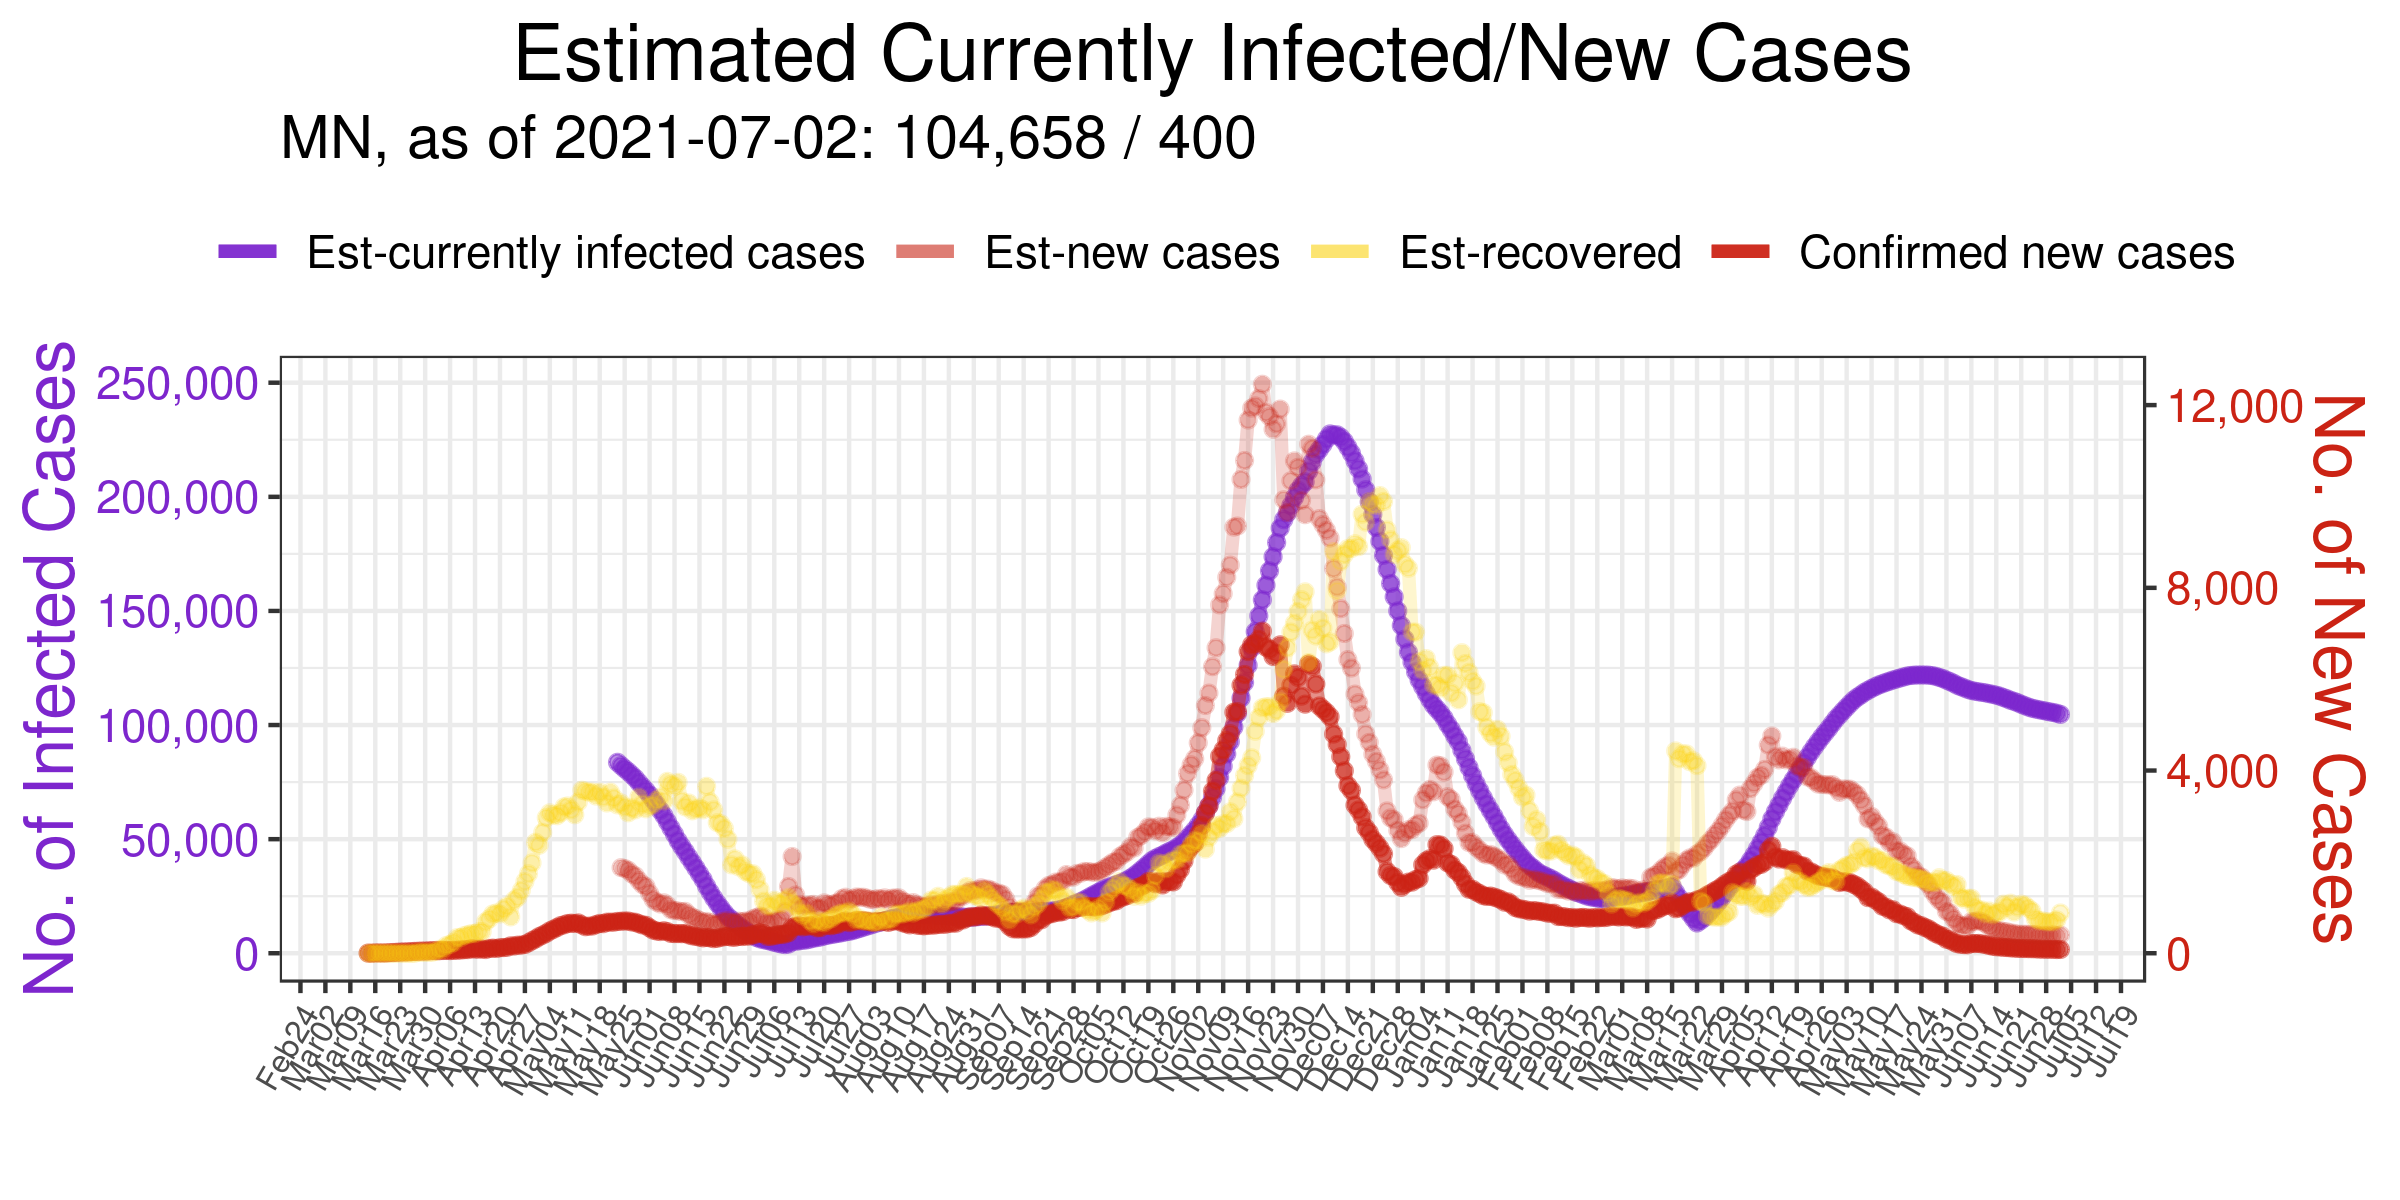 Estimated Currently Infected/New Cases
MN, as of 2021-07-02: 104,658 / 400
Est-currently infected cases
Est-new cases
Est-recovered
Confirmed new cases
No. of Infected Cases
250,000
200,000
150,000
100,000
50,000
0
12,000
8,000
4,000
0
No. of New Cases
Feb24
Mar02
Mar09
Mar16
Mar23
Mar30
Apr06
Apr13
Apr20
Apr27
May04
May11
May18
May25
Jun01
Jun08
Jun15
Jun22
Jun29
Jul06
Jul13
Jul20
Jul27
Aug03
Aug10
Aug17
Aug24
Aug31
Sep07
Sep14
Sep21
Sep28
Oct05
Oct12
Oct19
Oct26
Nov02
Nov09
Nov16
Nov23
Nov30
Dec07
Dec14
Dec21
Dec28
Jan04
Jan11
Jan18
Jan25
Feb01
Feb08
Feb15
Feb22
Mar01
Mar08
Mar15
Mar22
Mar29
Apr05
Apr12
Apr19
Apr26
May03
May10
May17
May24
May31
Jun07
Jun14
Jun21
Jun28
Jul05
Jul12
Jul19